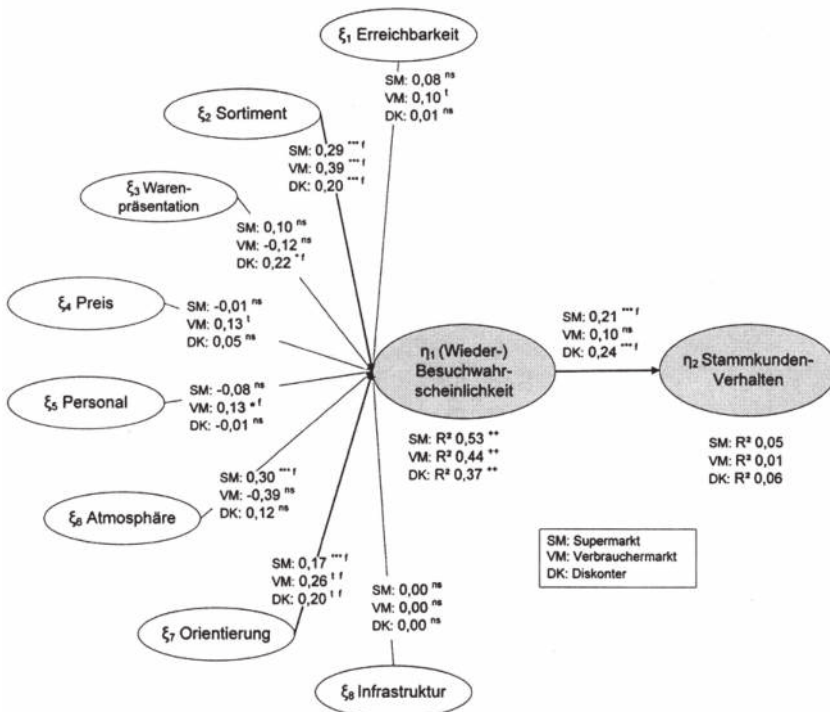 ξ₁ Erreichbarkeit
SM: 0,08 ns
VM: 0,10 t
DK: 0,01 ns
ξ₂ Sortiment
SM: 0,29 *** f
VM: 0,39 *** f
DK: 0,20 *** f
ξ₃ Waren-
präsentation
SM: 0,10 ns
VM: -0,12 ns
DK: 0,22 * f
ξ₄ Preis
SM: -0,01 ns
VM: 0,13 t
DK: 0,05 ns
ξ₅ Personal
SM: -0,08 ns
VM: 0,13 * f
DK: -0,01 ns
ξ₆ Atmosphäre
SM: 0,30 *** f
VM: -0,39 ns
DK: 0,12 ns
ξ₇ Orientierung
SM: 0,17 *** f
VM: 0,26 t f
DK: 0,20 t f
ξ₈ Infrastruktur
SM: 0,00 ns
VM: 0,00 ns
DK: 0,00 ns
η₁ (Wieder-)
Besuchwahr-
scheinlichkeit
SM: R² 0,53 ++
VM: R² 0,44 ++
DK: R² 0,37 ++
SM: 0,21 *** f
VM: 0,10 ns
DK: 0,24 *** f
η₂ Stammkunden-
Verhalten
SM: R² 0,05
VM: R² 0,01
DK: R² 0,06
SM: Supermarkt
VM: Verbrauchermarkt
DK: Diskonter